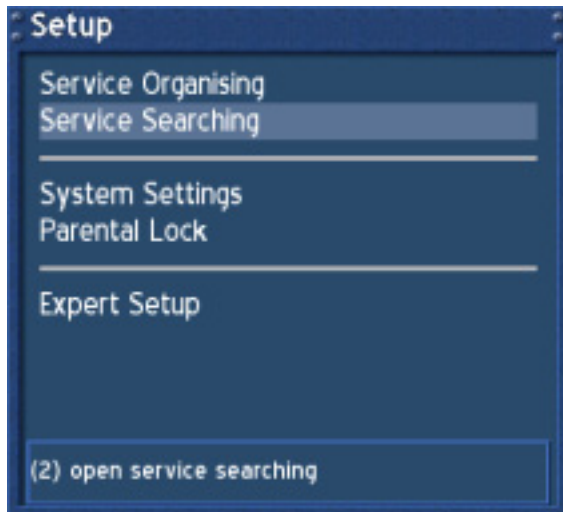 Setup
Service Organising
Service Searching
System Settings
Parental Lock
Expert Setup
(2) open service searching